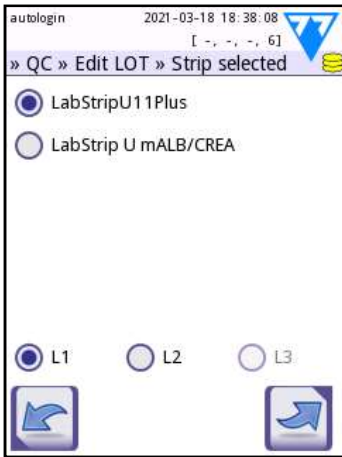 autologin 2021-03-18 18:38:08
[ -, -, -, 6]
» QC » Edit LOT » Strip selected
LabStripU11Plus
LabStrip U mALB/CREA
L1 L2 L3